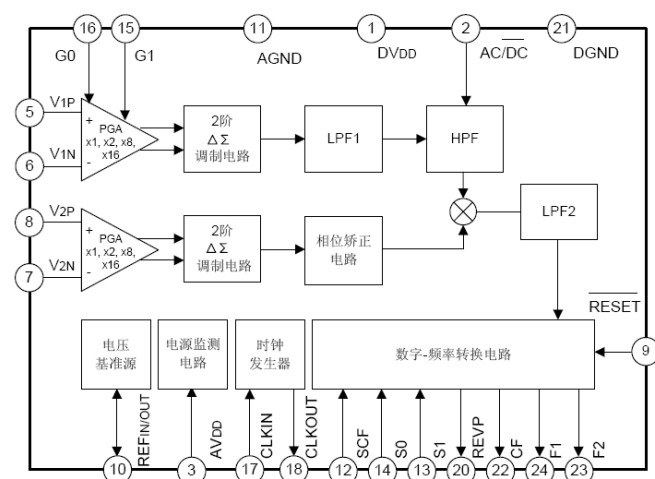 16
15
11
1
2
21
G0
G1
AGND
DVDD
AC/DC
DGND
5
V1P
+
PGA
x1, x2, x8,
x16
-
V1N
6
2阶
ΔΣ
调制电路
LPF1
HPF
8
V2P
+
PGA
x1, x2, x8,
x16
-
V2N
7
2阶
ΔΣ
调制电路
相位矫正
电路
LPF2
RESET
9
电压
基准源
电源监测
电路
时钟
发生器
数字-频率转换电路
REFIN/OUT
AVDD
CLKIN
CLKOUT
SCF
S0
S1
REVP
CF
F1
F2
10
3
17
18
12
14
13
20
22
24
23